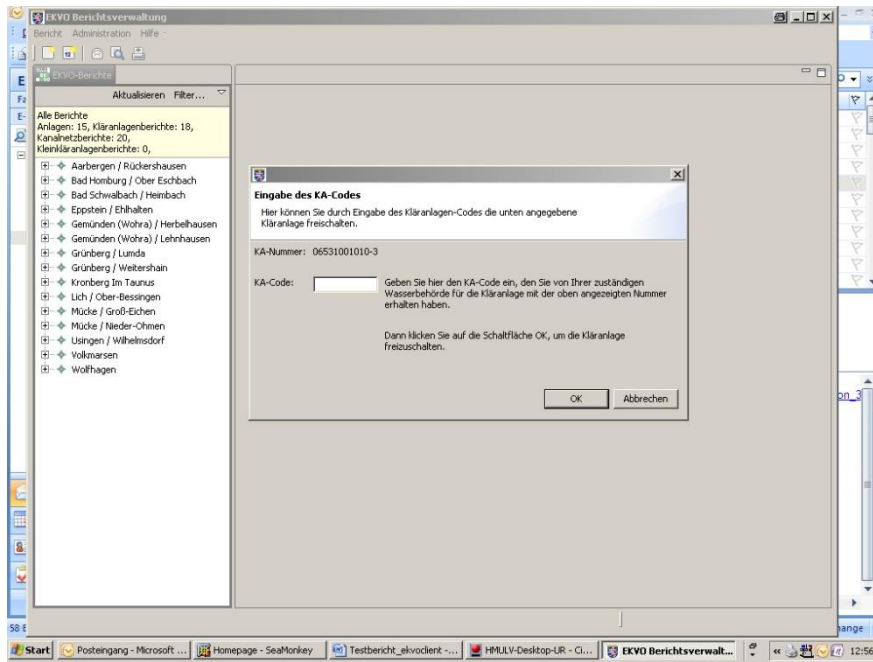 EKVO Berichtsverwaltung
Bericht Administration Hilfe
EKVO-Berichte
Aktualisieren Filter...
Alle Berichte
Anlagen: 15, Kläranlagenberichte: 18,
Kanalnetzberichte: 20,
Kleinkläranlagenberichte: 0,
Aarbergen / Rückershausen
Bad Homburg / Ober Eschbach
Bad Schwalbach / Heimbach
Eppstein / Ehlhalten
Gemünden (Wohra) / Herbelhausen
Gemünden (Wohra) / Lehnhausen
Grünberg / Lumda
Grünberg / Weitershain
Kronberg Im Taunus
Lich / Ober-Bessingen
Mücke / Groß-Eichen
Mücke / Nieder-Ohmen
Usingen / Wilhelmsdorf
Volkmarsen
Wolfhagen
Eingabe des KA-Codes
Hier können Sie durch Eingabe des Kläranlagen-Codes die unten angegebene
Kläranlage freischalten.
KA-Nummer: 06531001010-3
KA-Code:
Geben Sie hier den KA-Code ein, den Sie von Ihrer zuständigen
Wasserbehörde für die Kläranlage mit der oben angezeigten Nummer
erhalten haben.
Dann klicken Sie auf die Schaltfläche OK, um die Kläranlage
freizuschalten.
OK Abbrechen
on_3
58 E
hange
Start Posteingang - Microsoft ... Homepage - SeaMonkey Testbericht_ekvoclient -... HMULV-Desktop-UR - Ci... EKVO Berichtsverwalt... 12:56